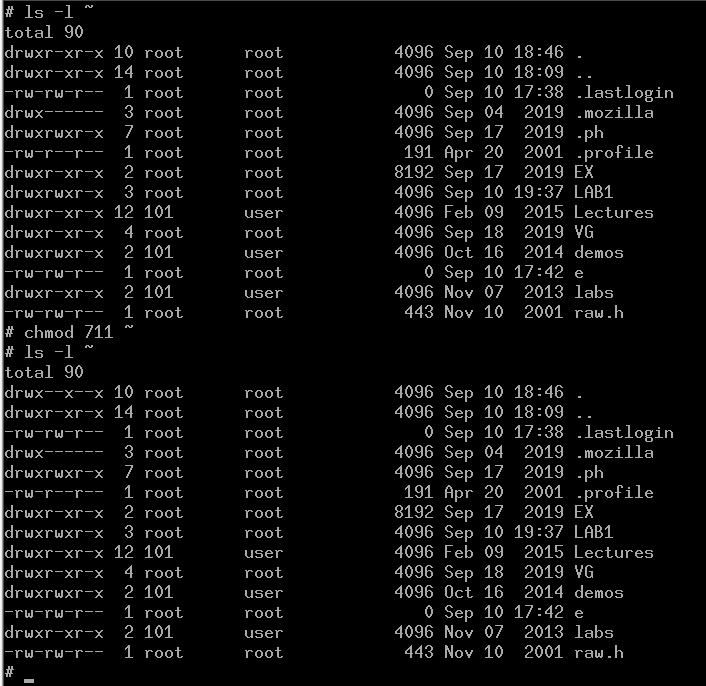 # ls -l ~
total 90
drwxr-xr-x 10 root      root           4096 Sep 10 18:46 .
drwxr-xr-x 14 root      root           4096 Sep 10 18:09 ..
-rw-rw-r--  1 root      root              0 Sep 10 17:38 .lastlogin
drwx------  3 root      root           4096 Sep 04  2019 .mozilla
drwxrwxr-x  7 root      root           4096 Sep 17  2019 .ph
-rw-r--r--  1 root      root            191 Apr 20  2001 .profile
drwxr-xr-x  2 root      root           8192 Sep 17  2019 EX
drwxrwxr-x  3 root      root           4096 Sep 10 19:37 LAB1
drwxr-xr-x 12 101       user           4096 Feb 09  2015 Lectures
drwxr-xr-x  4 root      root           4096 Sep 18  2019 VG
drwxrwxr-x  2 101       user           4096 Oct 16  2014 demos
-rw-rw-r--  1 root      root              0 Sep 10 17:42 e
drwxr-xr-x  2 101       user           4096 Nov 07  2013 labs
-rw-rw-r--  1 root      root            443 Nov 10  2001 raw.h
# chmod 711 ~
# ls -l ~
total 90
drwx--x--x 10 root      root           4096 Sep 10 18:46 .
drwxr-xr-x 14 root      root           4096 Sep 10 18:09 ..
-rw-rw-r--  1 root      root              0 Sep 10 17:38 .lastlogin
drwx------  3 root      root           4096 Sep 04  2019 .mozilla
drwxrwxr-x  7 root      root           4096 Sep 17  2019 .ph
-rw-r--r--  1 root      root            191 Apr 20  2001 .profile
drwxr-xr-x  2 root      root           8192 Sep 17  2019 EX
drwxrwxr-x  3 root      root           4096 Sep 10 19:37 LAB1
drwxr-xr-x 12 101       user           4096 Feb 09  2015 Lectures
drwxr-xr-x  4 root      root           4096 Sep 18  2019 VG
drwxrwxr-x  2 101       user           4096 Oct 16  2014 demos
-rw-rw-r--  1 root      root              0 Sep 10 17:42 e
drwxr-xr-x  2 101       user           4096 Nov 07  2013 labs
-rw-rw-r--  1 root      root            443 Nov 10  2001 raw.h
# _